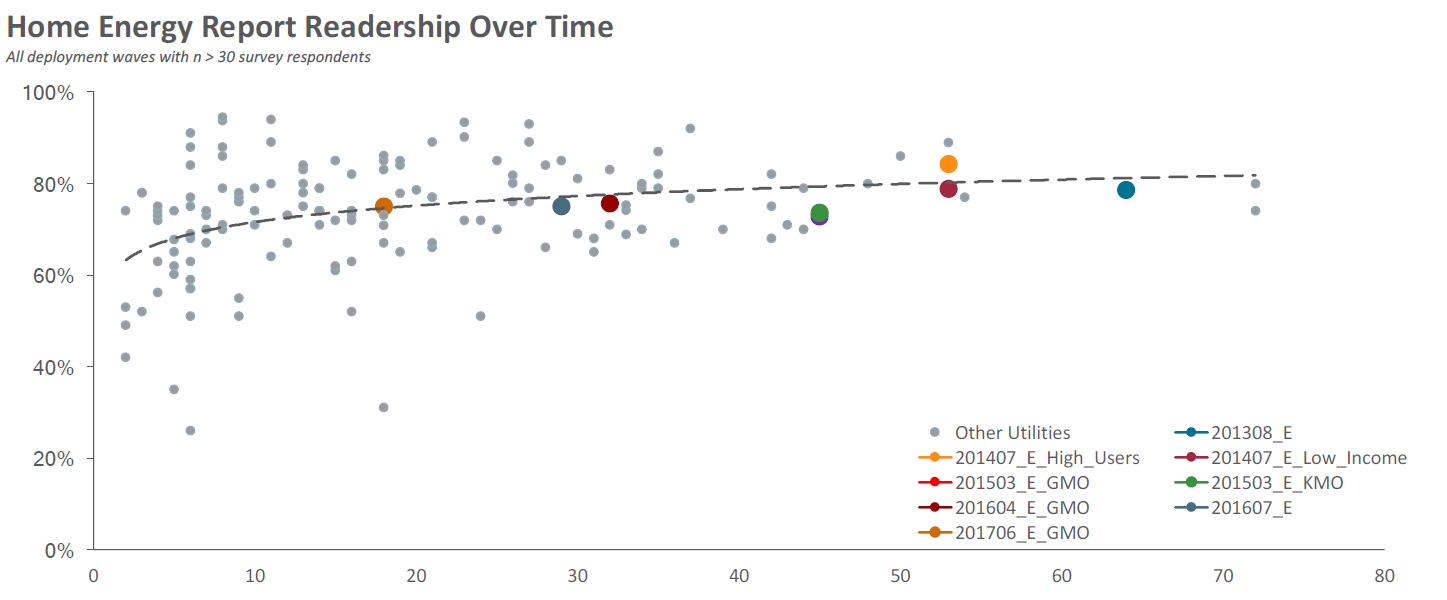 Home Energy Report Readership Over Time
All deployment waves with n > 30 survey respondents
100%
80%
60%
40%
20%
0%
0 10 20 30 40 50 60 70 80
Other Utilities 201308_E
201407_E_High_Users 201407_E_Low_Income
201503_E_GMO 201503_E_KMO
201604_E_GMO 201607_E
201706_E_GMO